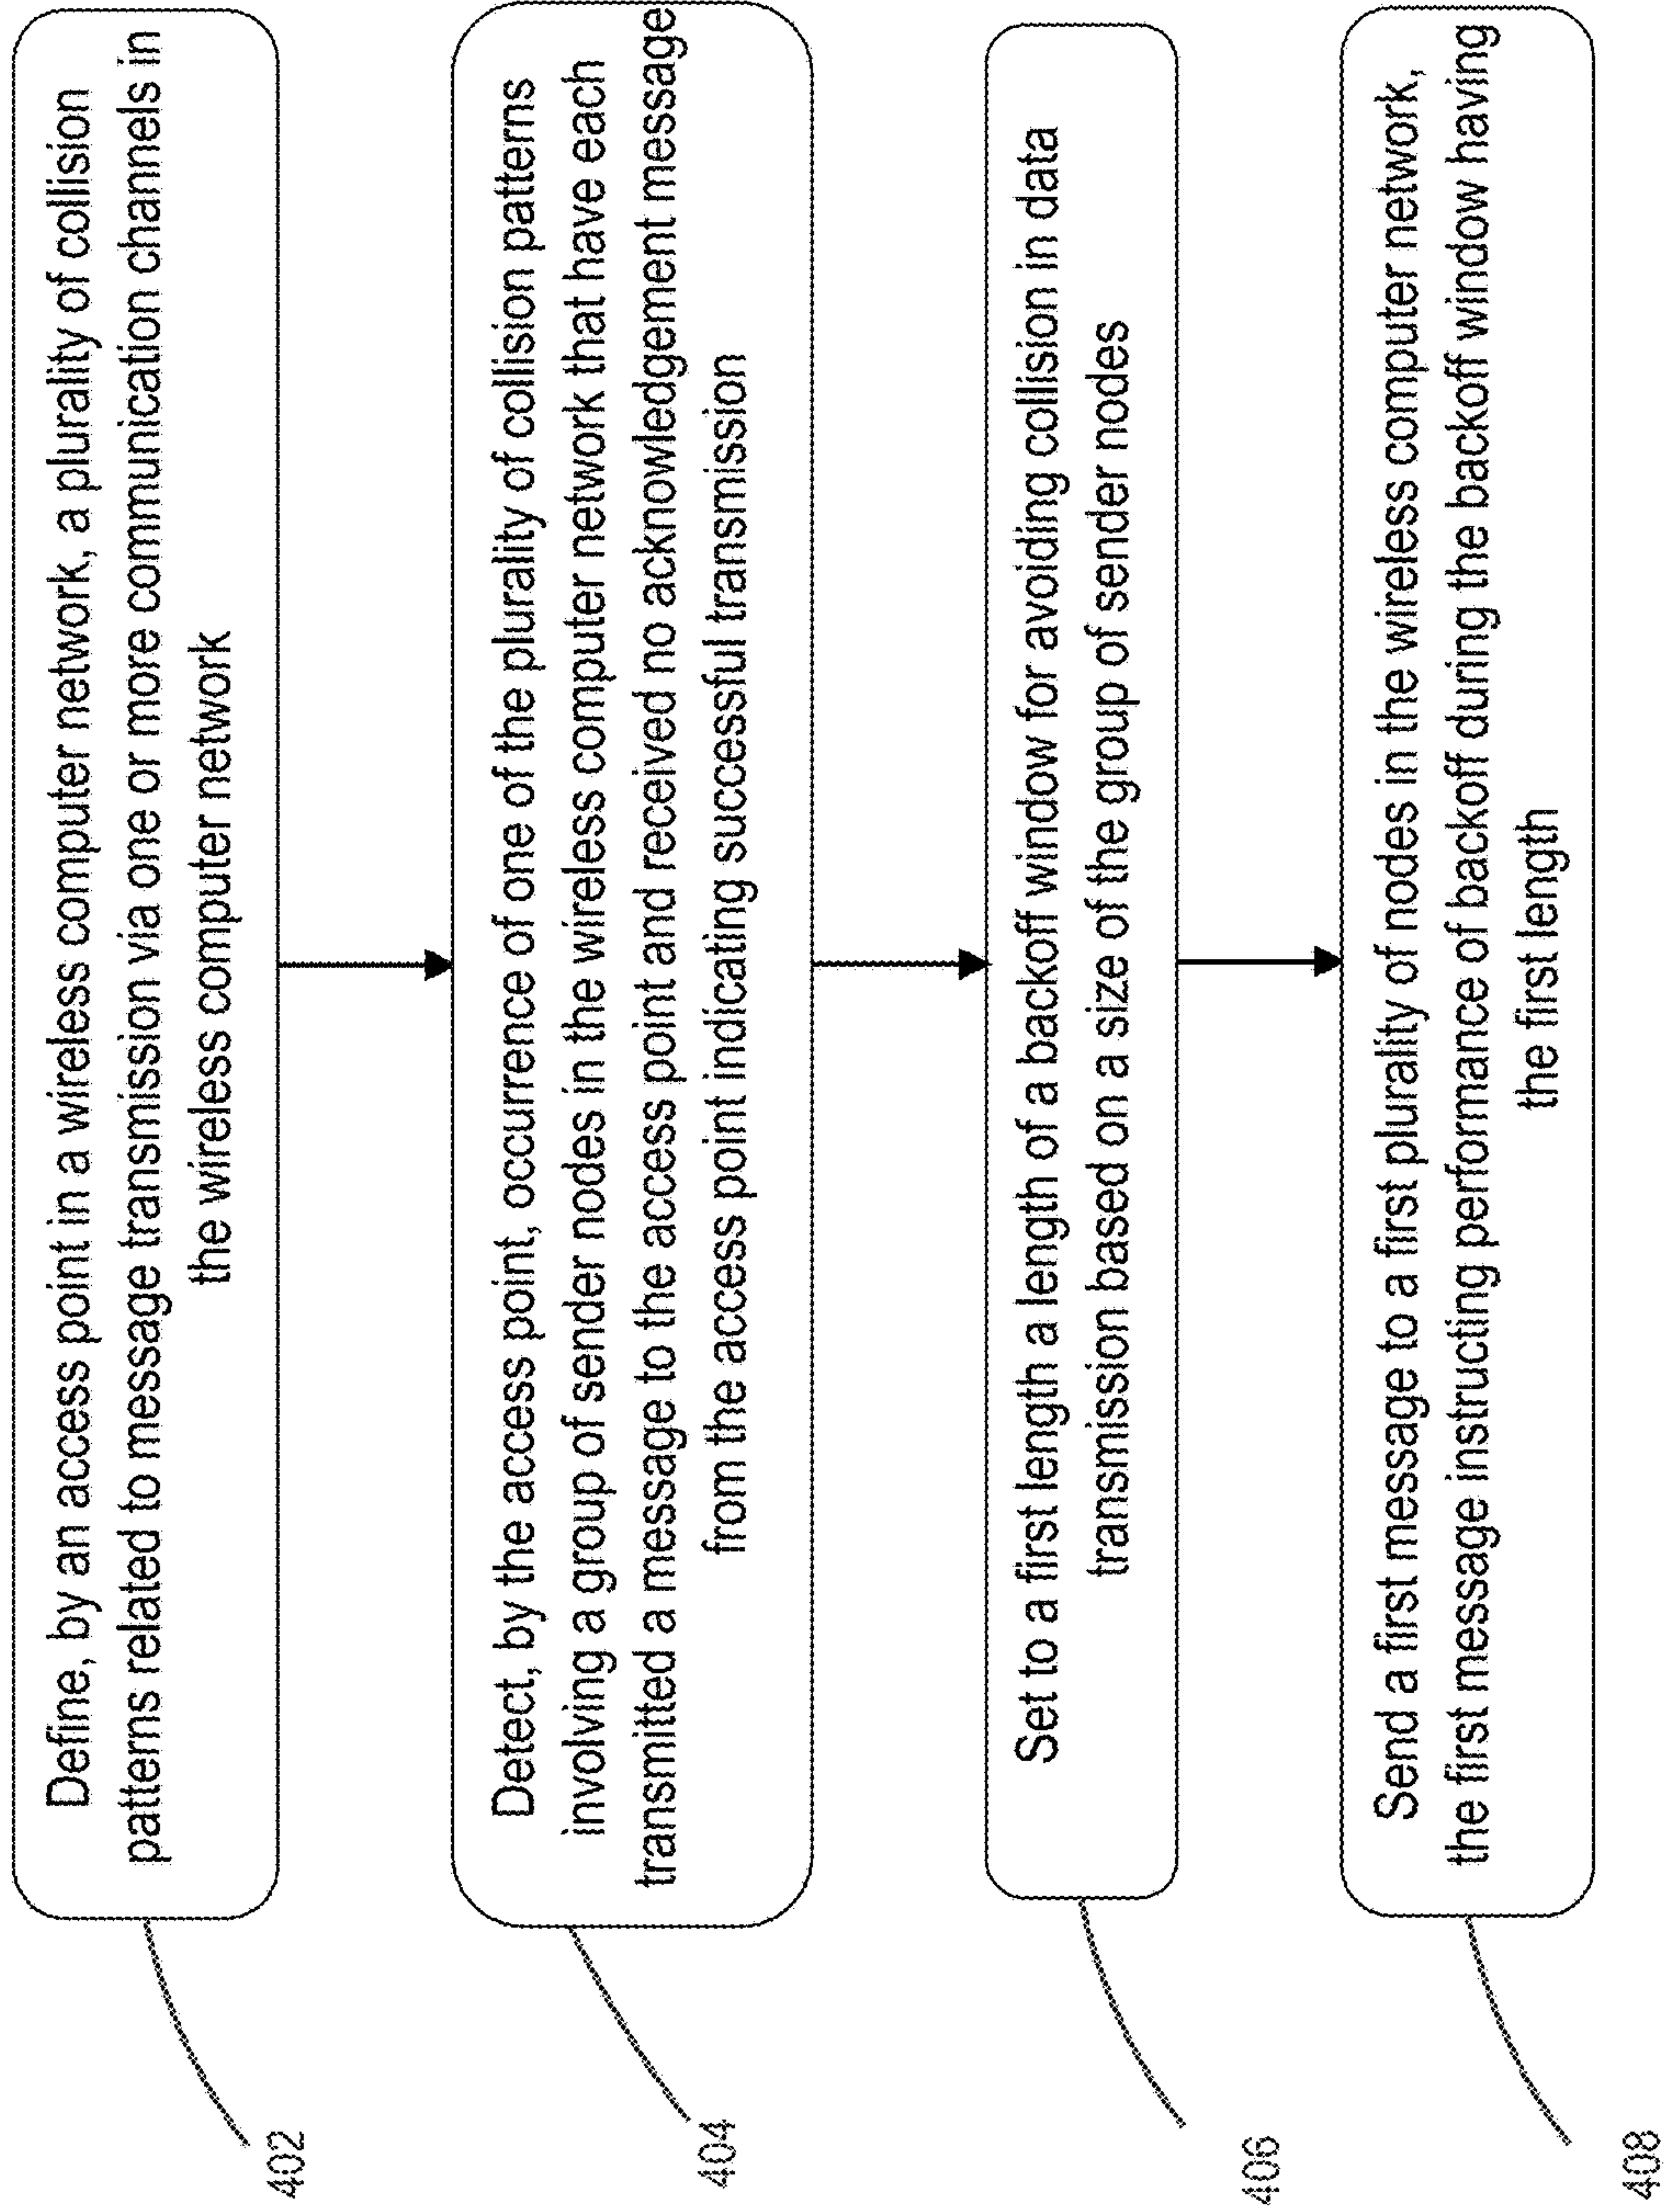 Define, by an access point in a wireless computer network, a plurality of collision
patterns related to message transmission via one or more communication channels in
the wireless computer network
402
Detect, by the access point, occurrence of one of the plurality of collision patterns
involving a group of sender nodes in the wireless computer network that have each
transmitted a message to the access point and received no acknowledgement message
from the access point indicating successful transmission
404
Set to a first length a length of a backoff window for avoiding collision in data
transmission based on a size of the group of sender nodes
406
Send a first message to a first plurality of nodes in the wireless computer network,
the first message instructing performance of backoff during the backoff window having
the first length
408